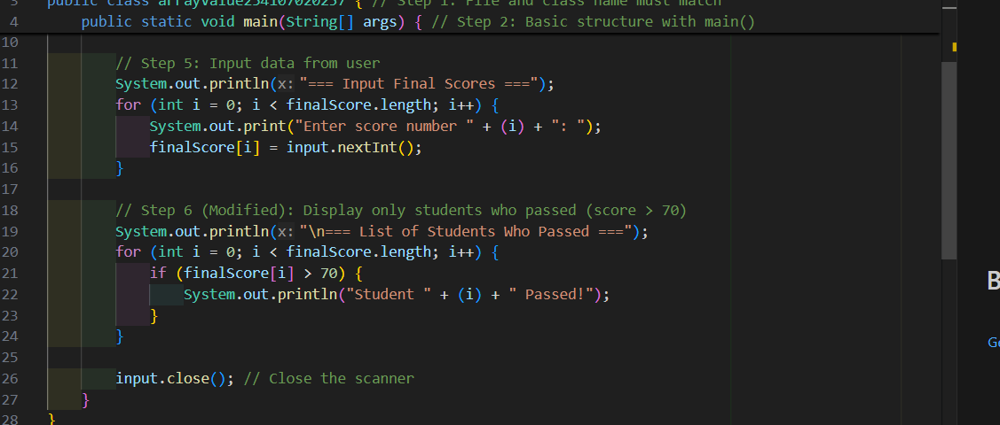 3 public class arrayValue254107020257 { // Step 1: File and class name must match
4 public static void main(String[] args) { // Step 2: Basic structure with main()
10
11 // Step 5: Input data from user
12 System.out.println(x: "=== Input Final Scores ===");
13 for (int i = 0; i < finalScore.length; i++) {
14 System.out.print("Enter score number " + (i) + ": ");
15 finalScore[i] = input.nextInt();
16 }
17
18 // Step 6 (Modified): Display only students who passed (score > 70)
19 System.out.println(x: "\n=== List of Students Who Passed ===");
20 for (int i = 0; i < finalScore.length; i++) {
21 if (finalScore[i] > 70) {
22 System.out.println("Student " + (i) + " Passed!");
23 }
24 }
25
26 input.close(); // Close the scanner
27 }
28 }